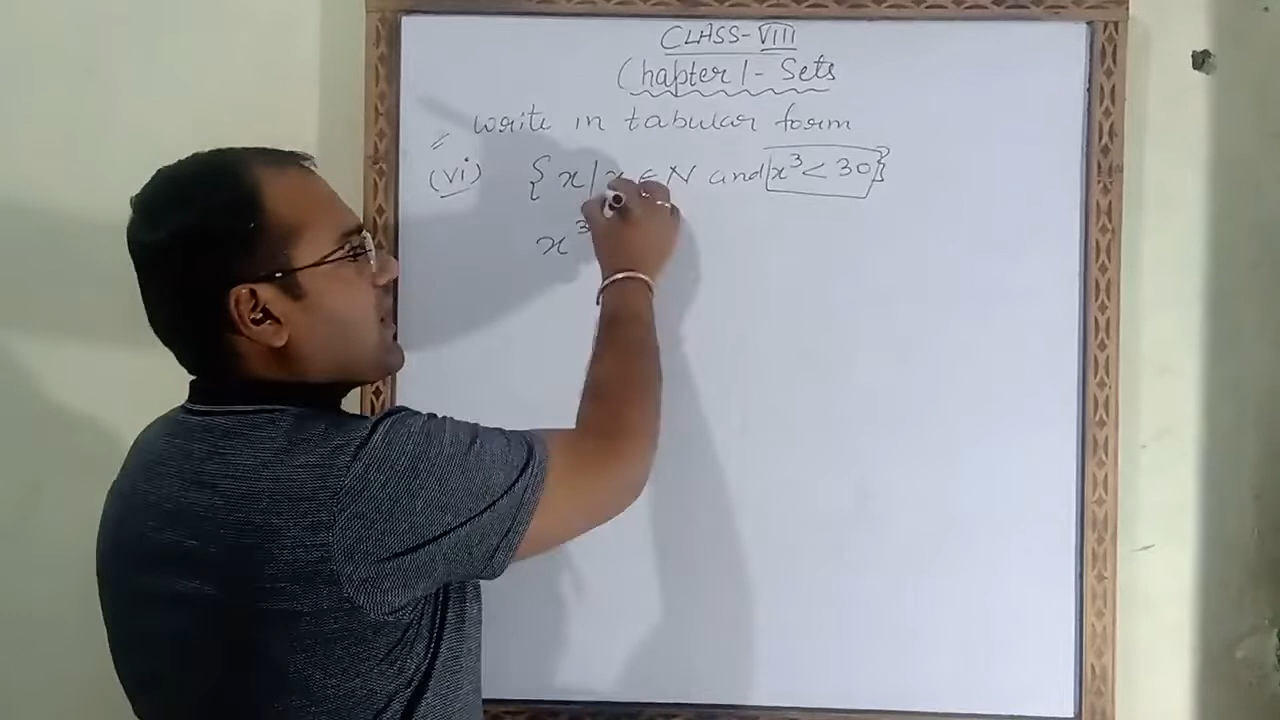 CLASS-VIII
Chapter 1 - Sets
Write in tabular form
(vi) {x/x ∈ N and x³ < 30}
x³